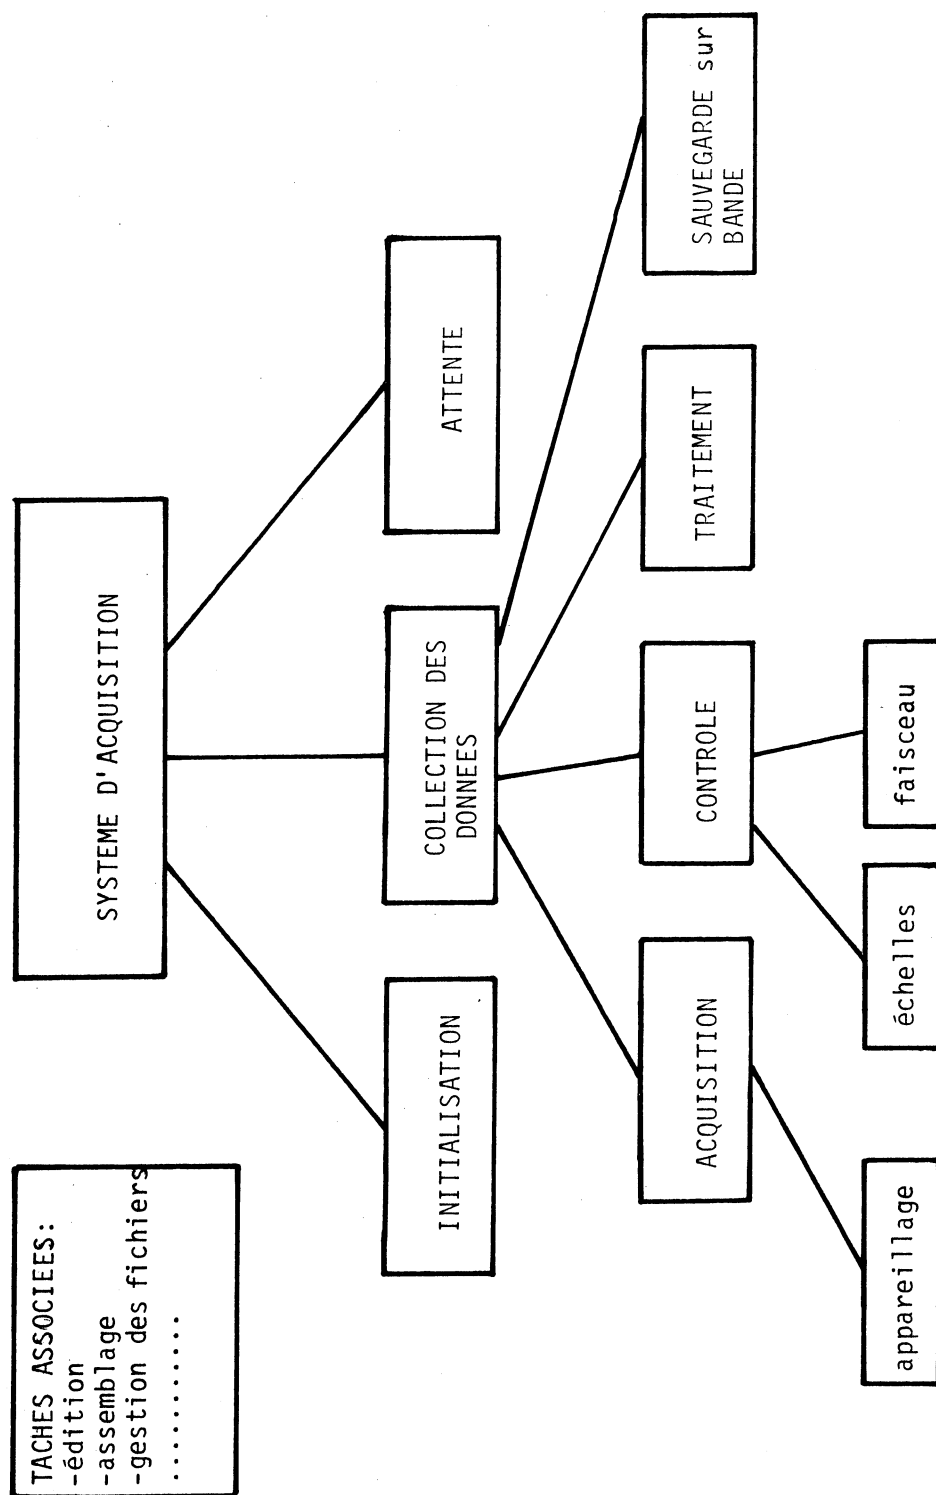 TACHES ASSOCIEES:
-édition
-assemblage
-gestion des fichiers
...........
SYSTEME D'ACQUISITION
INITIALISATION
COLLECTION DES
DONNEES
ATTENTE
ACQUISITION
CONTROLE
TRAITEMENT
SAUVEGARDE sur
BANDE
appareillage
échelles
faisceau